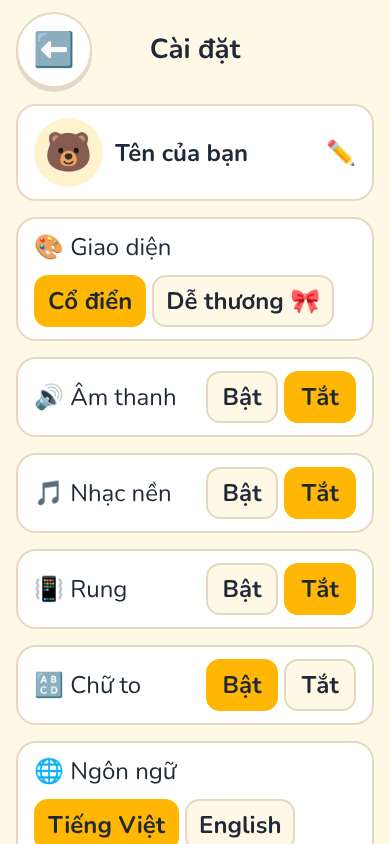 Cài đặt
Tên của bạn
Giao diện
Cổ điển
Dễ thương
Âm thanh
Bật
Tắt
Nhạc nền
Bật
Tắt
Rung
Bật
Tắt
Chữ to
Bật
Tắt
Ngôn ngữ
Tiếng Việt
English